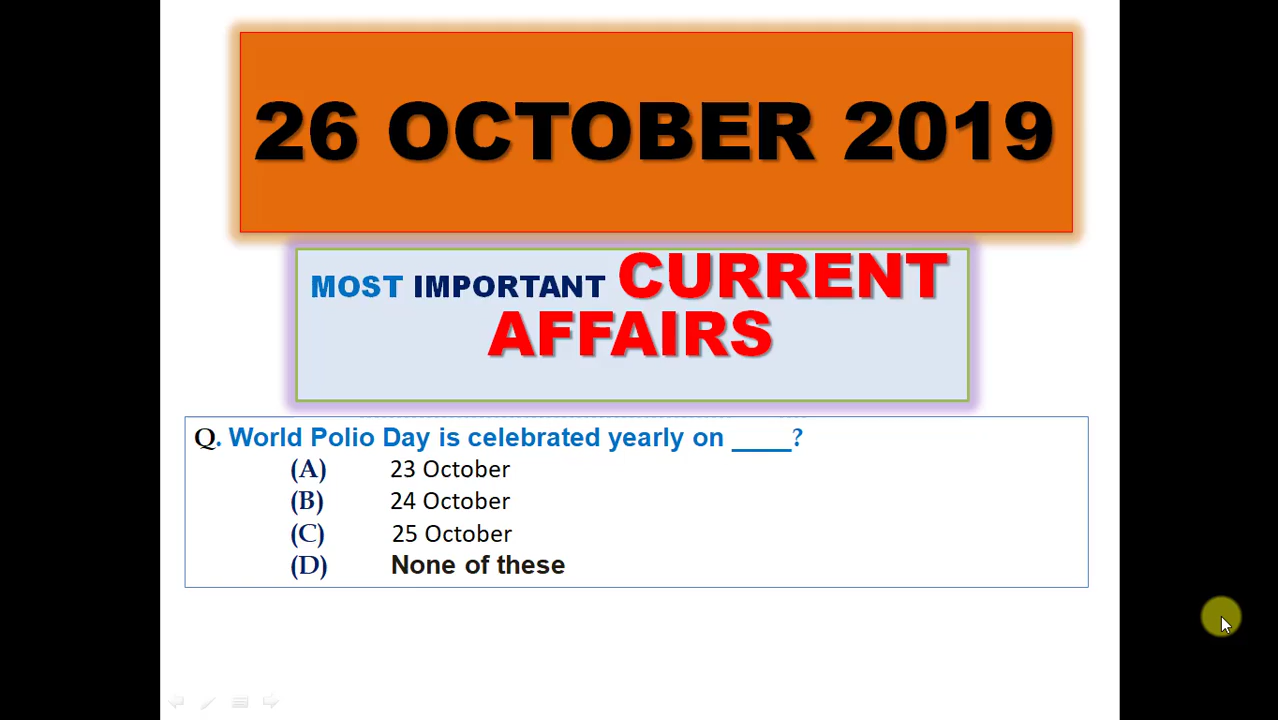 26 OCTOBER 2019
MOST IMPORTANT CURRENT
AFFAIRS
Q. World Polio Day is celebrated yearly on ____?
(A) 23 October
(B) 24 October
(C) 25 October
(D) None of these